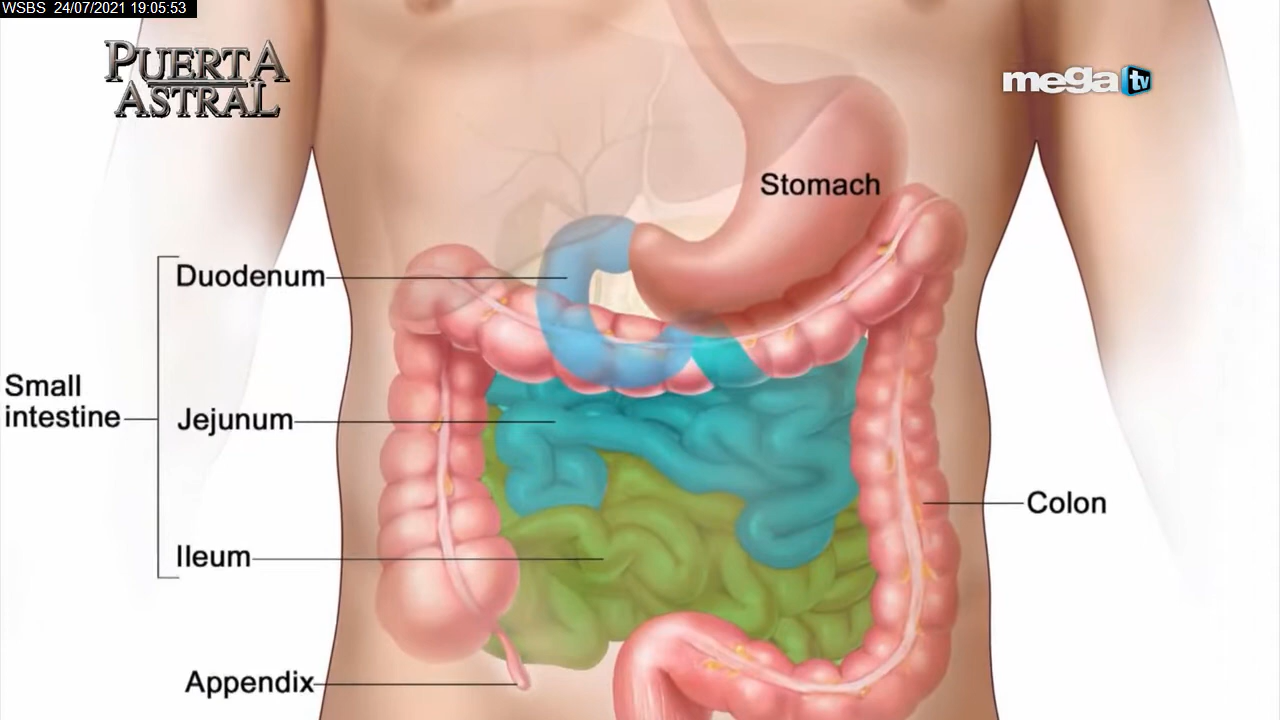 WSBS 24/07/2021 19:05:53
PUERTA
ASTRAL
mega tv
Stomach
Duodenum
Small
intestine
Jejunum
Colon
Ileum
Appendix